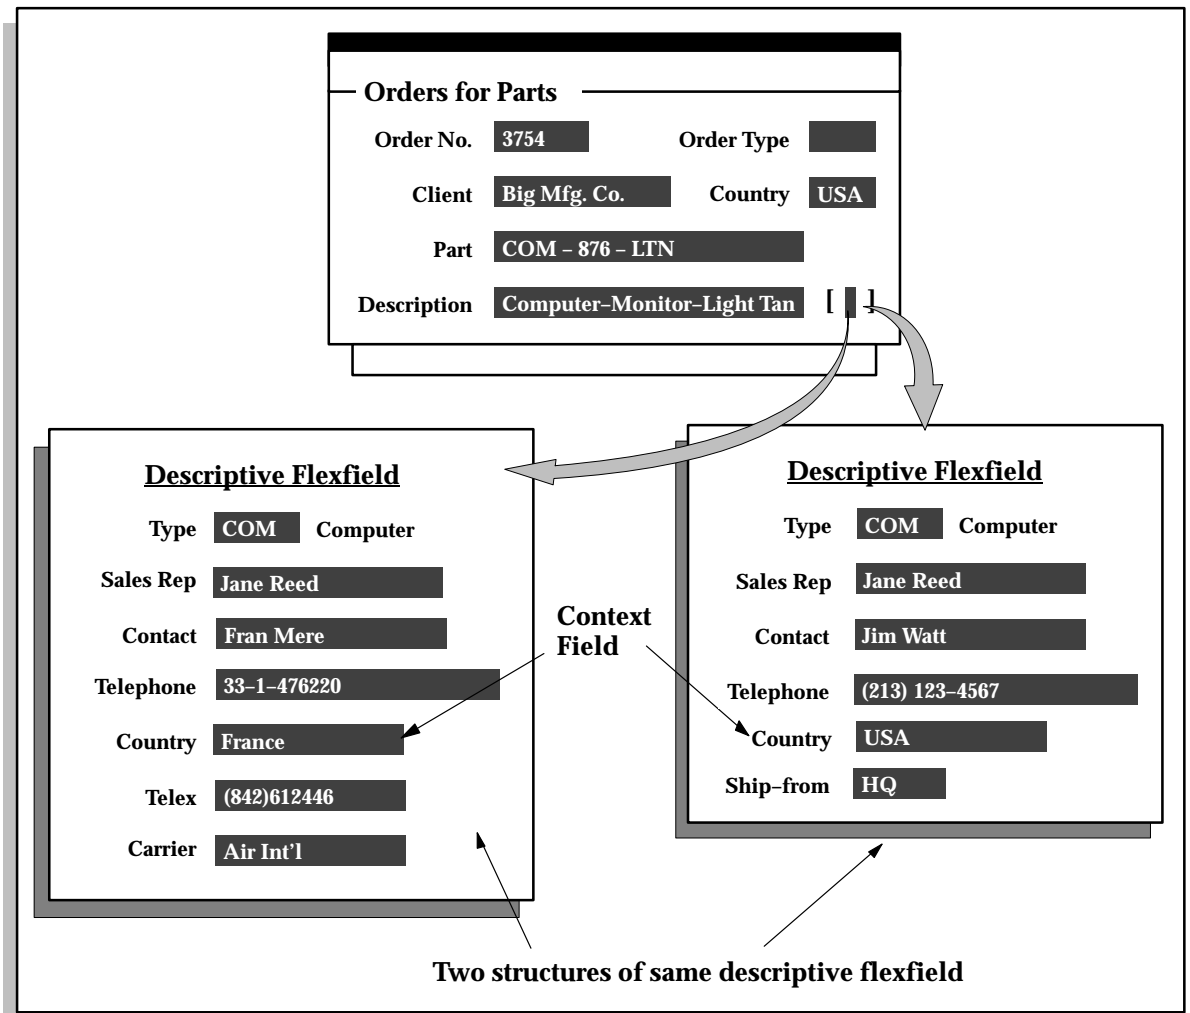 Orders for Parts
Order No. 3754 Order Type
Client Big Mfg. Co. Country USA
Part COM – 876 – LTN
Description Computer–Monitor–Light Tan [ ]
Descriptive Flexfield
Type COM Computer
Sales Rep Jane Reed
Contact Fran Mere
Telephone 33–1–476220
Country France
Telex (842)612446
Carrier Air Int'l
Context
Field
Descriptive Flexfield
Type COM Computer
Sales Rep Jane Reed
Contact Jim Watt
Telephone (213) 123–4567
Country USA
Ship–from HQ
Two structures of same descriptive flexfield